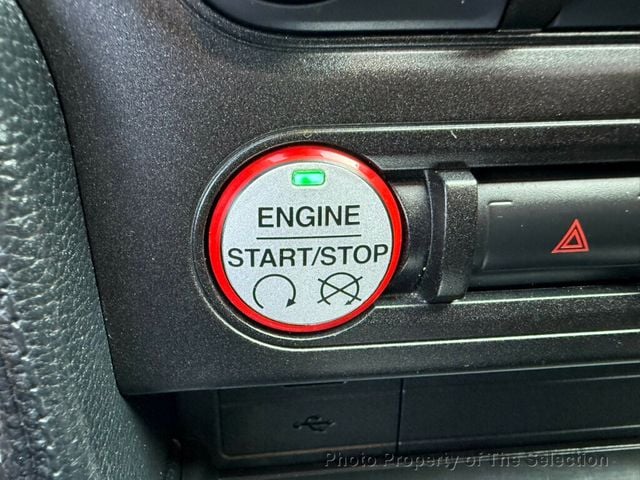 ENGINE
START/STOP
Photo Property of The Selection